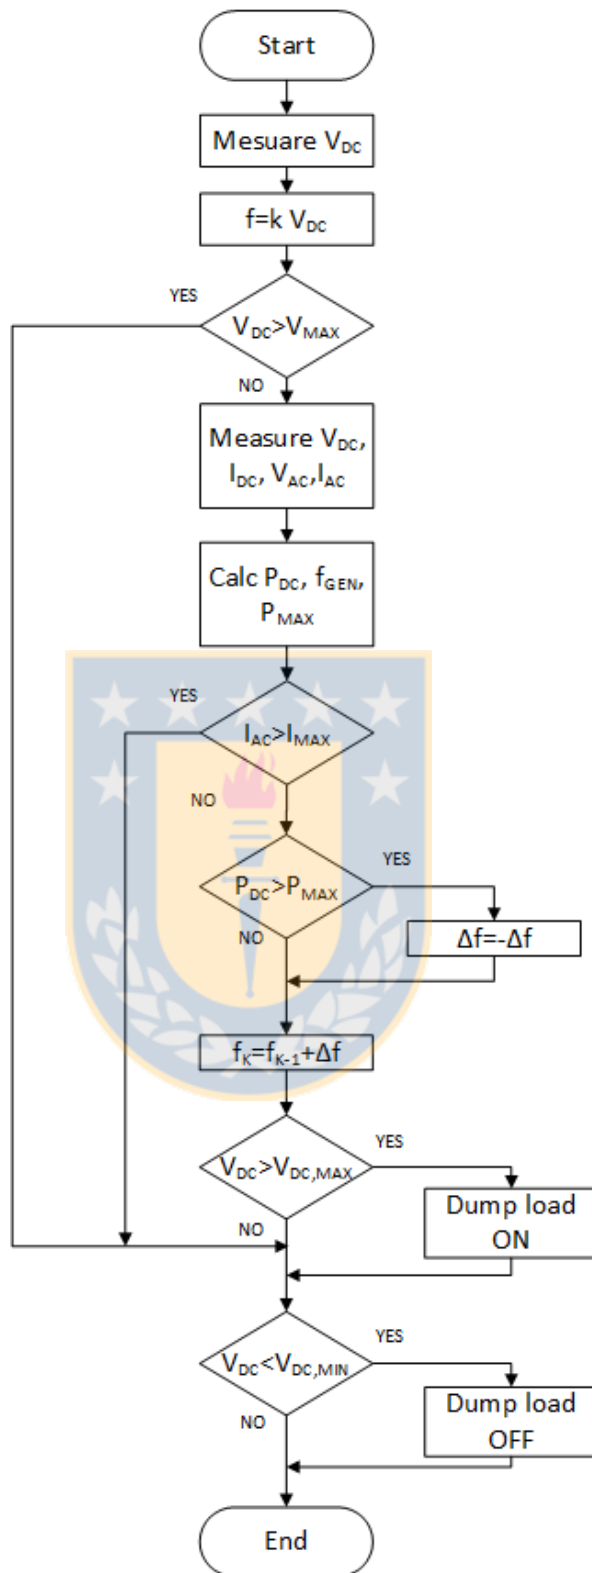 Start
Mesuare V_DC
f=k V_DC
YES
V_DC>V_MAX
NO
Measure V_DC,
I_DC, V_AC,I_AC
Calc P_DC, f_GEN,
P_MAX
YES
I_AC>I_MAX
NO
P_DC>P_MAX
YES
NO
Δf=-Δf
f_K=f_K-1+Δf
V_DC>V_DC,MAX
YES
NO
Dump load
ON
V_DC<V_DC,MIN
YES
NO
Dump load
OFF
End